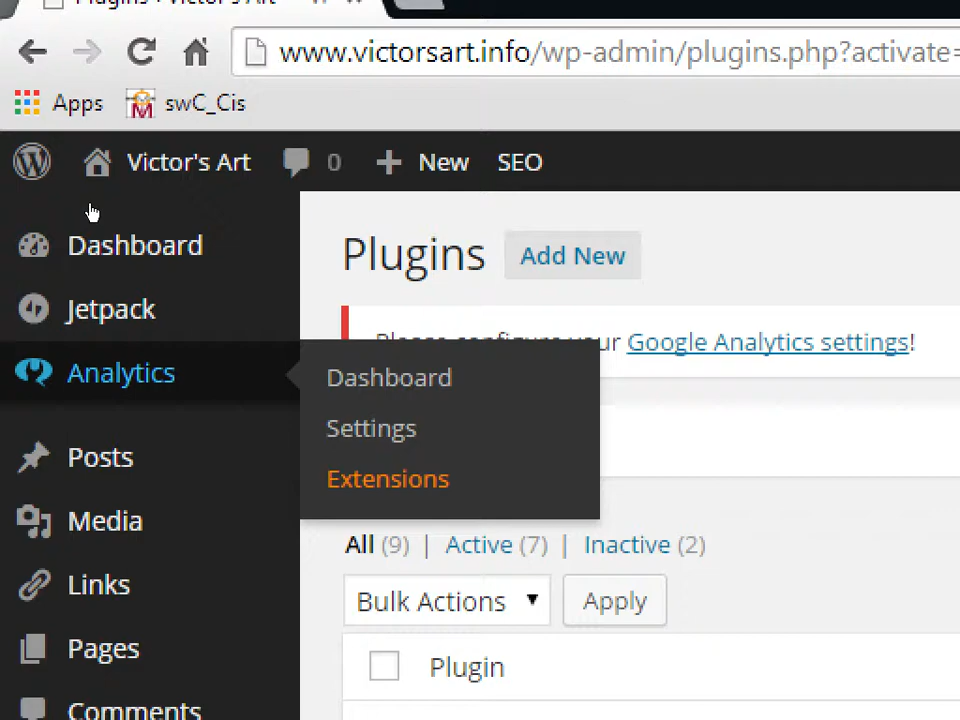 Plugins ‹ Victor's Art
www.victorsart.info/wp-admin/plugins.php?activate=
Apps swC_Cis
Victor's Art 0 New SEO
Dashboard
Jetpack
Analytics
Posts
Media
Links
Pages
Comments
Plugins Add New
Please configure your Google Analytics settings!
Dashboard
Settings
Extensions
All (9) | Active (7) | Inactive (2)
Bulk Actions Apply
Plugin